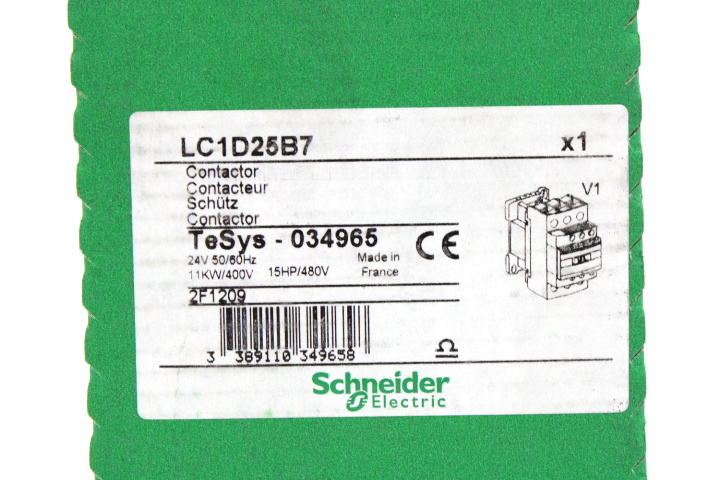 LC1D25B7 x1
Contactor
Contacteur
Schütz
Contactor
V1
TeSys - 034965 CE
24V 50/60Hz Made in
11KW/400V 15HP/480V France
2F1209
3 389110 349658
Schneider
Electric